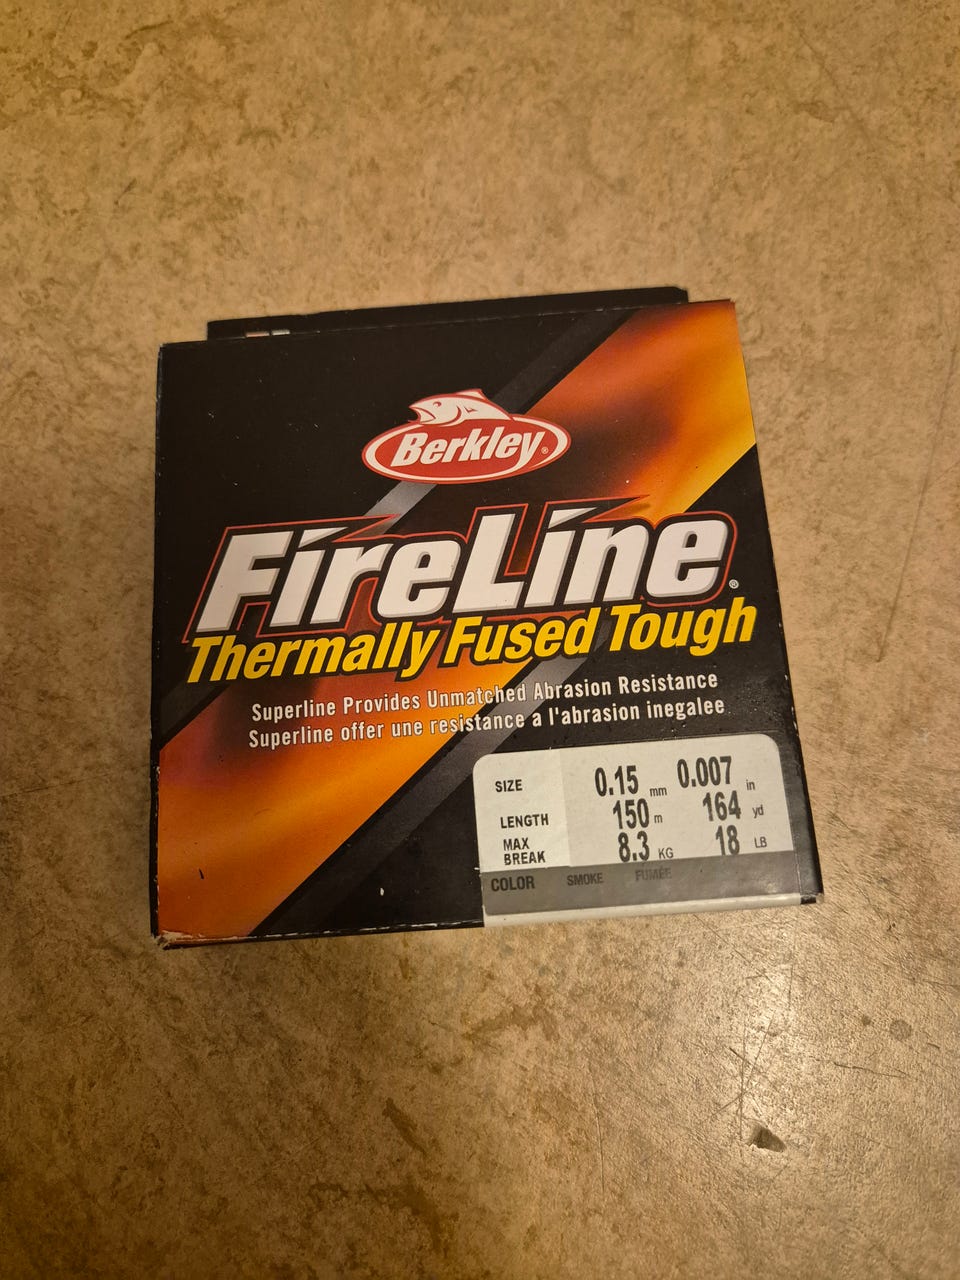 Berkley®
FireLine®
Thermally Fused Tough
Superline Provides Unmatched Abrasion Resistance
Superline offer une resistance a l'abrasion inegalee
SIZE 0.15 mm 0.007 in
LENGTH 150 m 164 yd
MAX BREAK 8.3 KG 18 LB
COLOR SMOKE FUMÉE